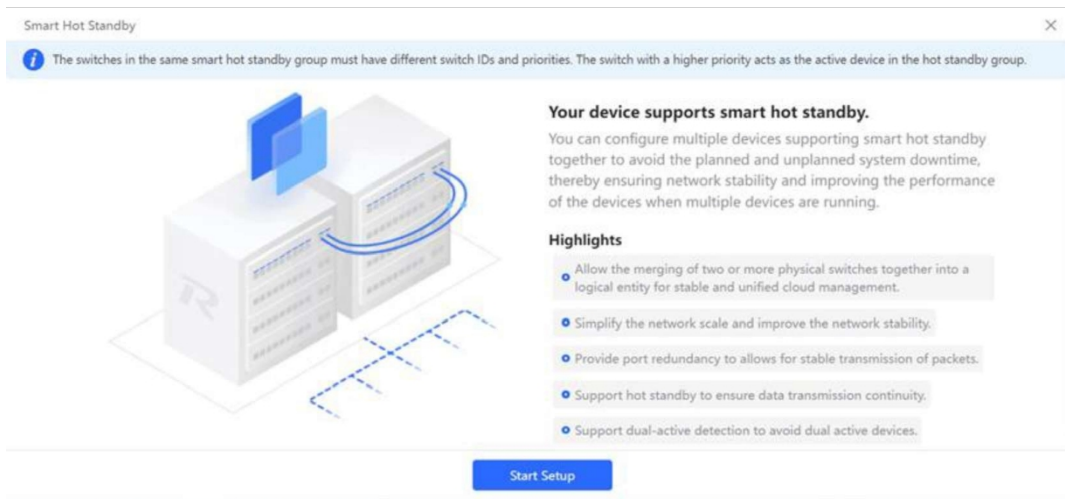 Smart Hot Standby
The switches in the same smart hot standby group must have different switch IDs and priorities. The switch with a higher priority acts as the active device in the hot standby group.
Your device supports smart hot standby.
You can configure multiple devices supporting smart hot standby
together to avoid the planned and unplanned system downtime,
thereby ensuring network stability and improving the performance
of the devices when multiple devices are running.
Highlights
Allow the merging of two or more physical switches together into a
logical entity for stable and unified cloud management.
Simplify the network scale and improve the network stability.
Provide port redundancy to allows for stable transmission of packets.
Support hot standby to ensure data transmission continuity.
Support dual-active detection to avoid dual active devices.
R
Start Setup